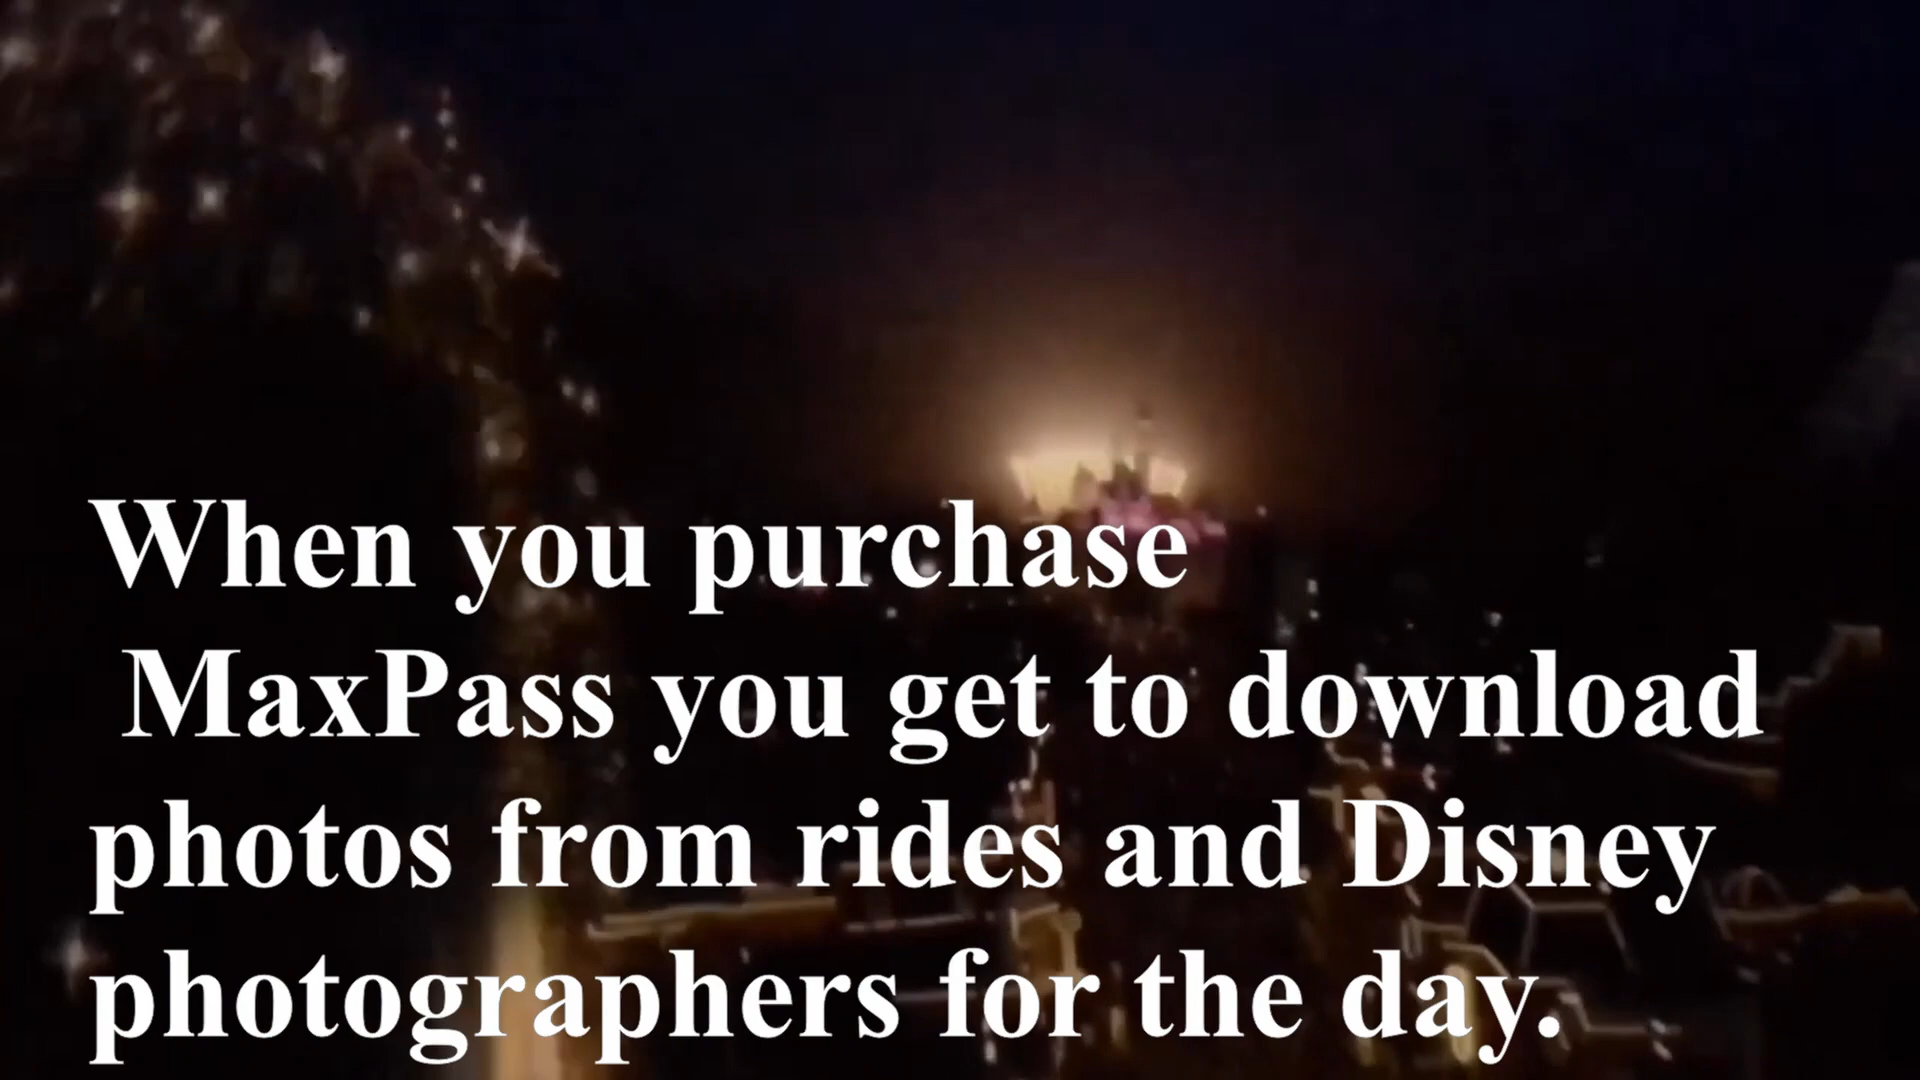 When you purchase
MaxPass you get to download
photos from rides and Disney
photographers for the day.